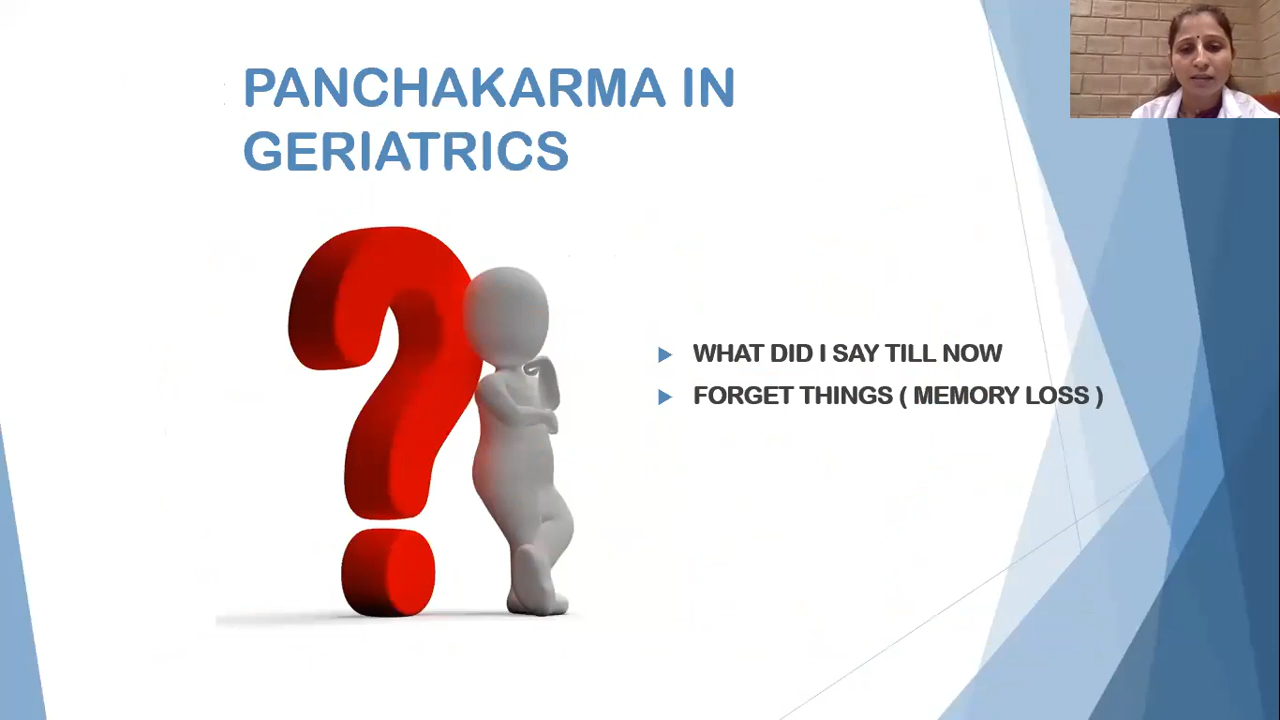 PANCHAKARMA IN
GERIATRICS
WHAT DID I SAY TILL NOW
FORGET THINGS ( MEMORY LOSS )